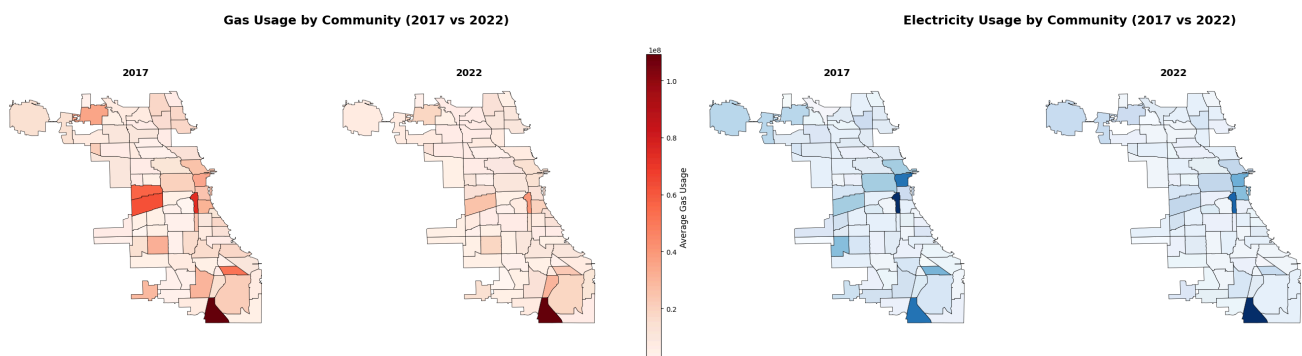 Gas Usage by Community (2017 vs 2022)
2017
2022
1e8
1.0
0.8
0.6
0.4
0.2
Average Gas Usage
Electricity Usage by Community (2017 vs 2022)
2017
2022